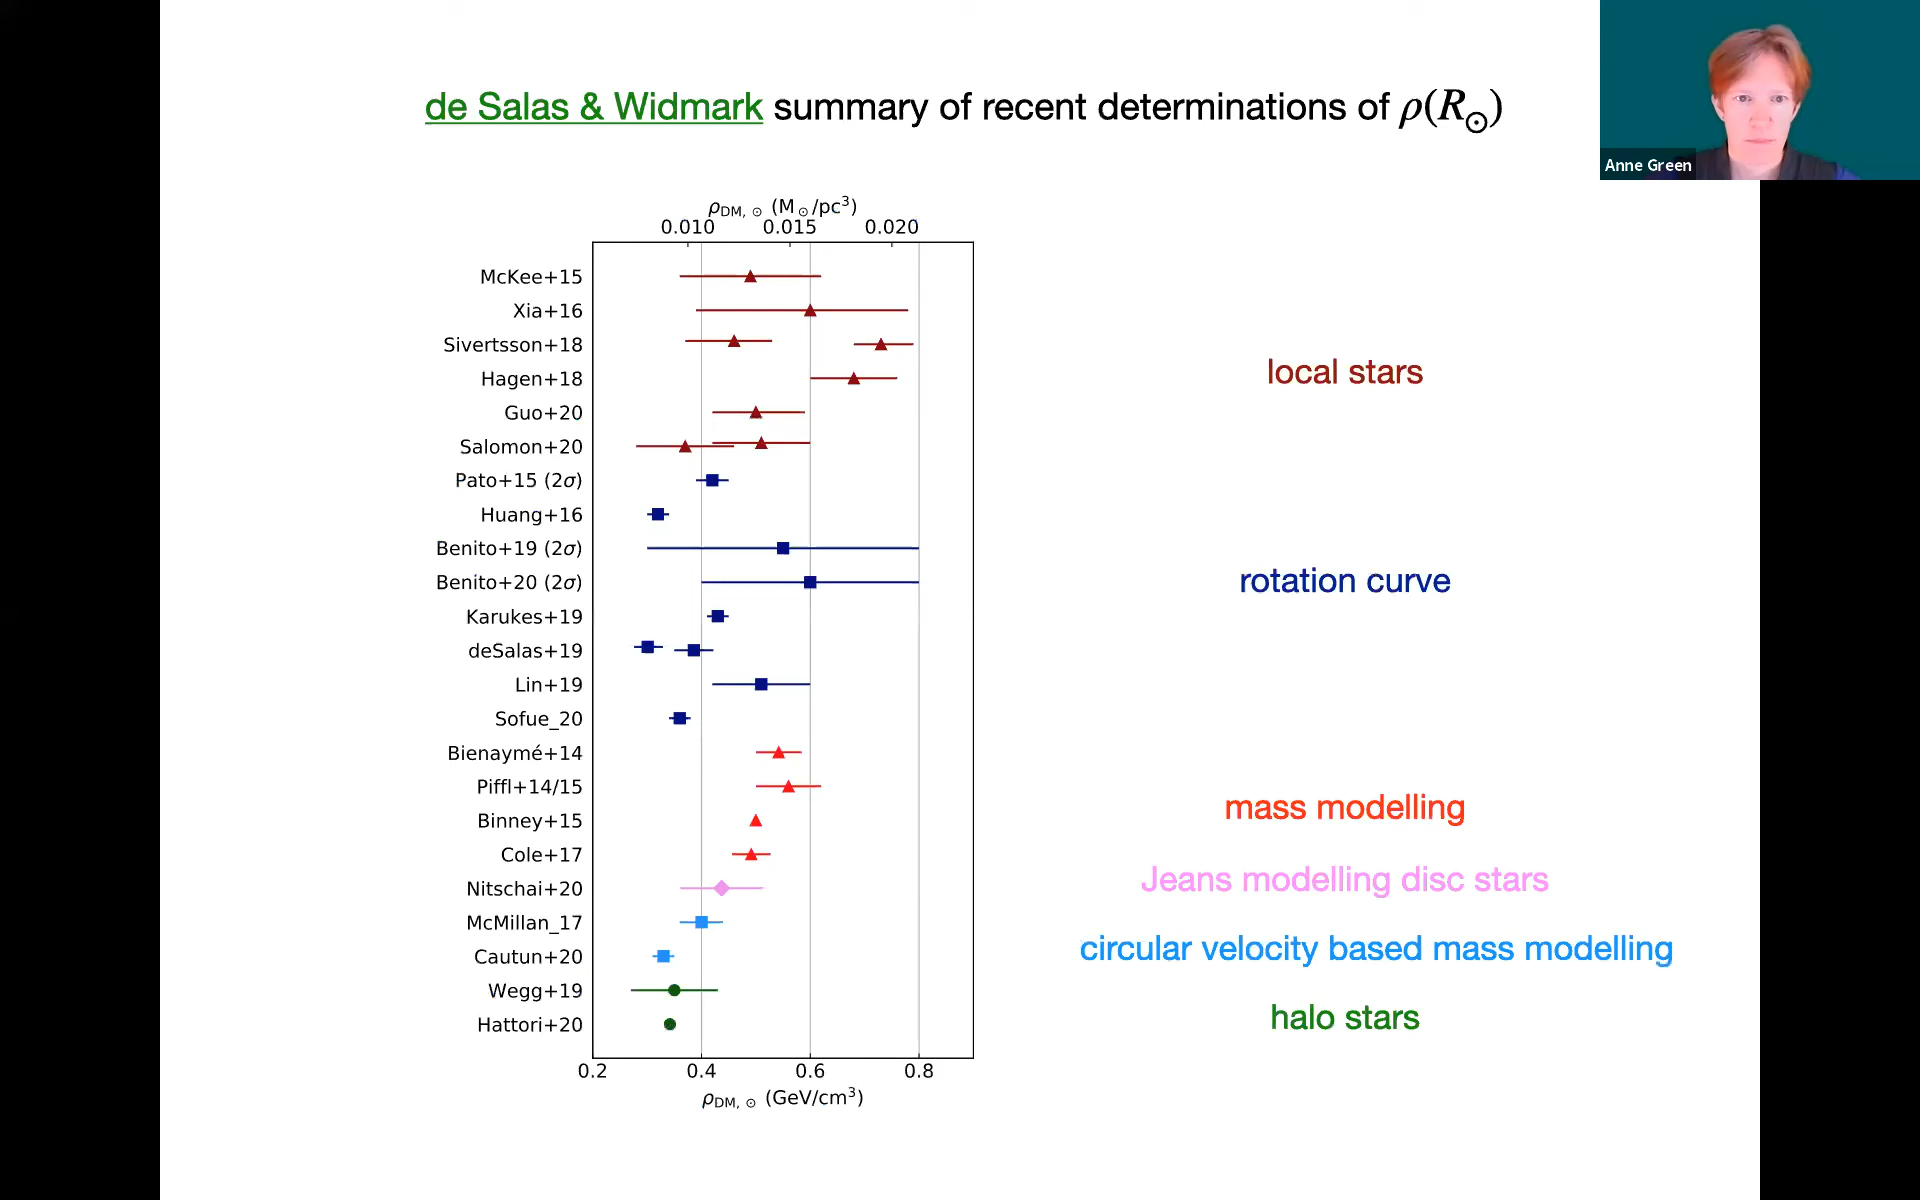 de Salas & Widmark summary of recent determinations of ρ(R⊙)
Anne Green
ρDM, ⊙ (M⊙/pc³)
0.010 0.015 0.020
McKee+15
Xia+16
Sivertsson+18
Hagen+18
Guo+20
Salomon+20
Pato+15 (2σ)
Huang+16
Benito+19 (2σ)
Benito+20 (2σ)
Karukes+19
deSalas+19
Lin+19
Sofue_20
Bienaymé+14
Piffl+14/15
Binney+15
Cole+17
Nitschai+20
McMillan_17
Cautun+20
Wegg+19
Hattori+20
0.2 0.4 0.6 0.8
ρDM, ⊙ (GeV/cm³)
local stars
rotation curve
mass modelling
Jeans modelling disc stars
circular velocity based mass modelling
halo stars